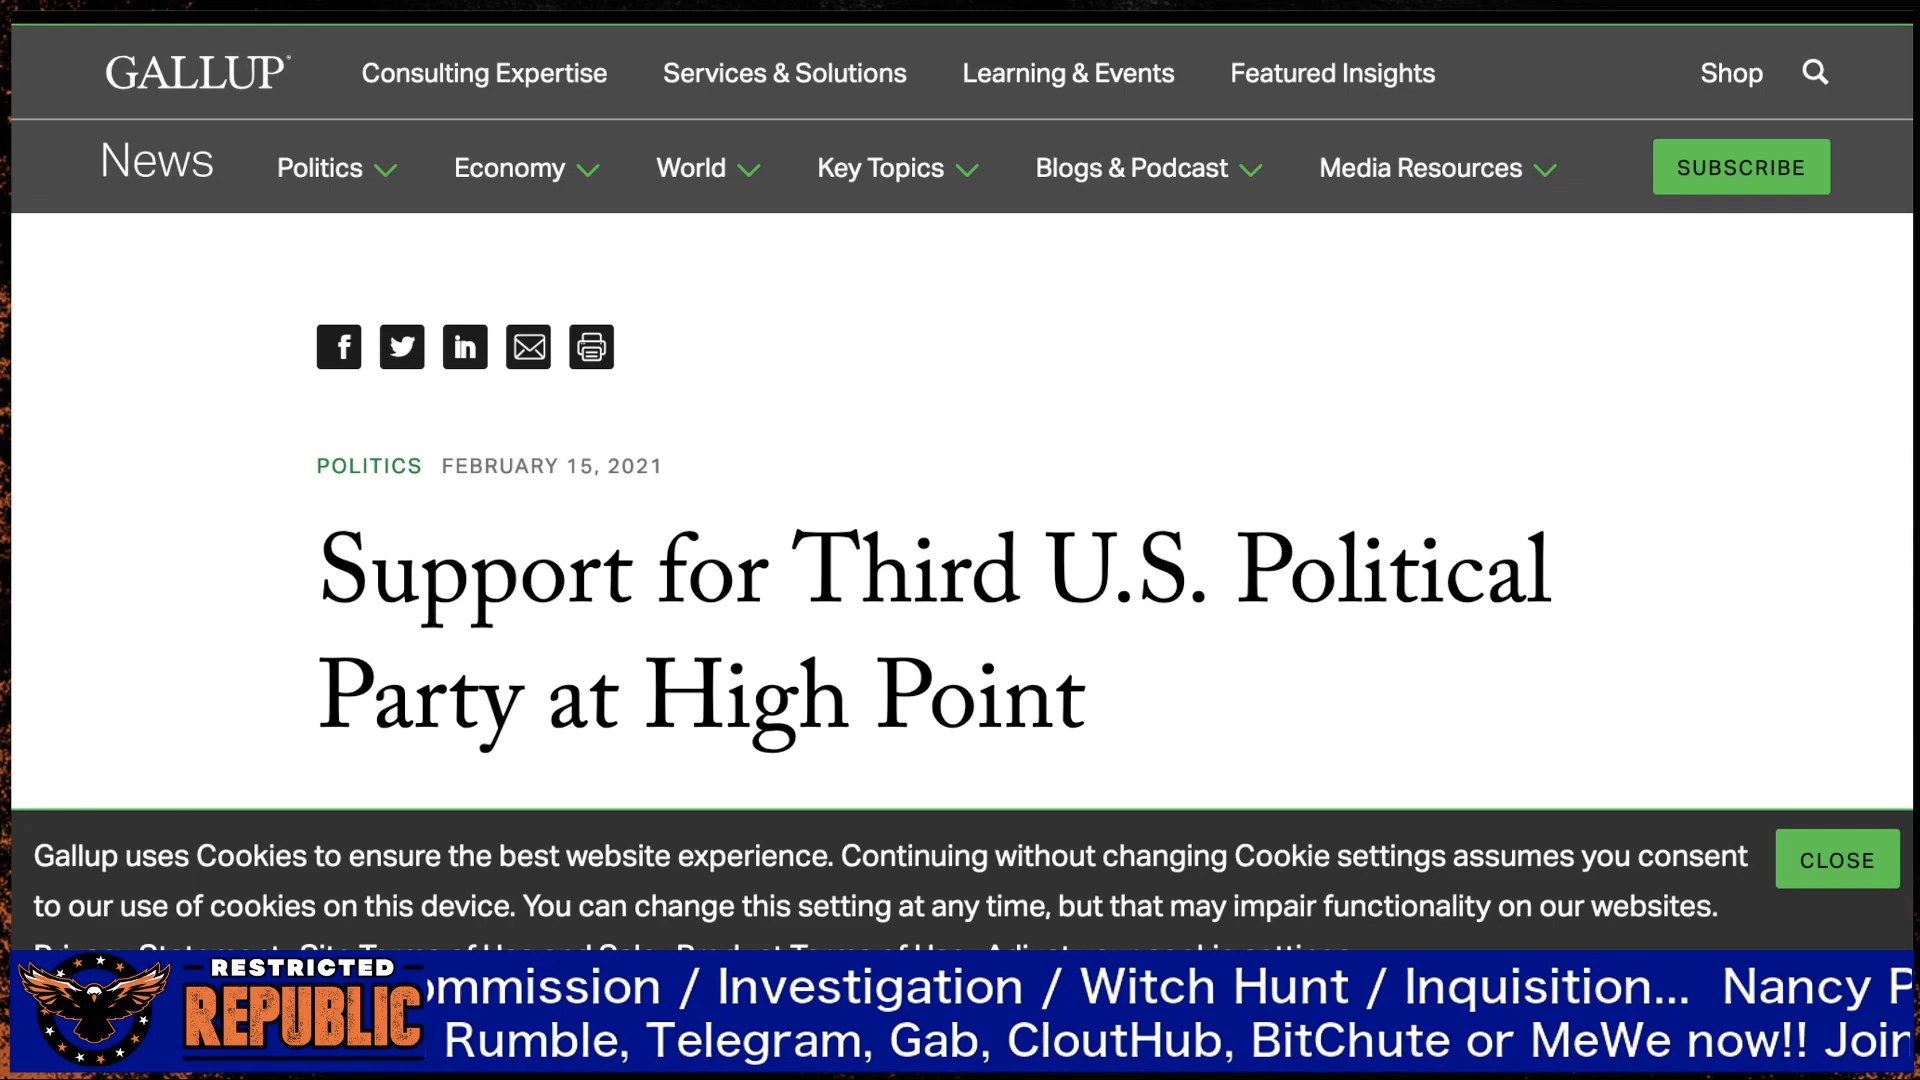 GALLUP Consulting Expertise Services & Solutions Learning & Events Featured Insights Shop
News Politics Economy World Key Topics Blogs & Podcast Media Resources SUBSCRIBE
POLITICS FEBRUARY 15, 2021
Support for Third U.S. Political
Party at High Point
Gallup uses Cookies to ensure the best website experience. Continuing without changing Cookie settings assumes you consent
to our use of cookies on this device. You can change this setting at any time, but that may impair functionality on our websites.
CLOSE
RESTRICTED
REPUBLIC
ommission / Investigation / Witch Hunt / Inquisition... Nancy P
Rumble, Telegram, Gab, CloutHub, BitChute or MeWe now!! Join